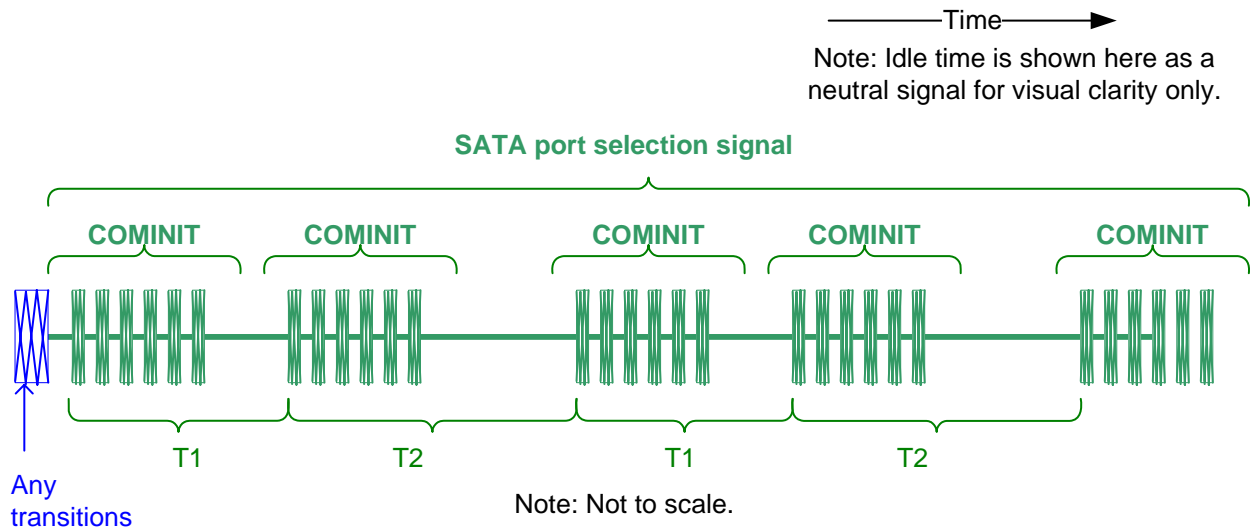 Time
Note: Idle time is shown here as a
neutral signal for visual clarity only.
SATA port selection signal
COMINIT
COMINIT
COMINIT
COMINIT
COMINIT
T1
T2
T1
T2
Any
transitions
Note: Not to scale.